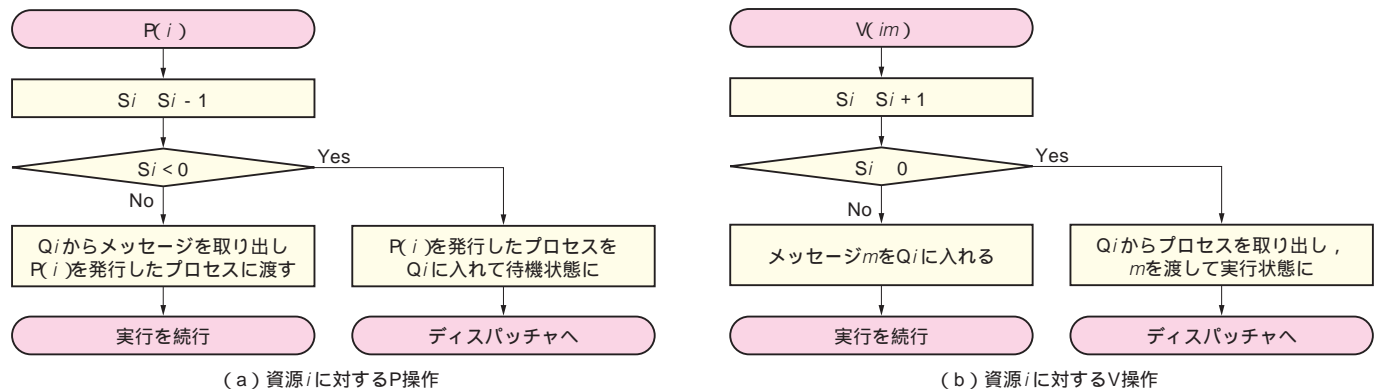 P(i)
Si Si - 1
Si < 0
Yes
No
Qiからメッセージを取り出し
P(i)を発行したプロセスに渡す
P(i)を発行したプロセスを
Qiに入れて待機状態に
実行を続行
ディスパッチャへ
(a)資源iに対するP操作
V(im)
Si Si + 1
Si 0
Yes
No
メッセージmをQiに入れる
Qiからプロセスを取り出し,
mを渡して実行状態に
実行を続行
ディスパッチャへ
(b)資源iに対するV操作